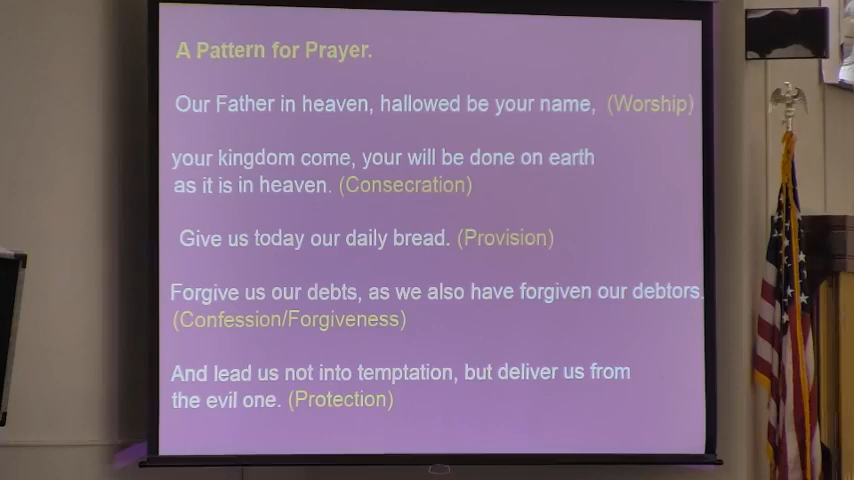 A Pattern for Prayer.
Our Father in heaven, hallowed be your name, (Worship)
your kingdom come, your will be done on earth
as it is in heaven. (Consecration)
Give us today our daily bread. (Provision)
Forgive us our debts, as we also have forgiven our debtors.
(Confession/Forgiveness)
And lead us not into temptation, but deliver us from
the evil one. (Protection)